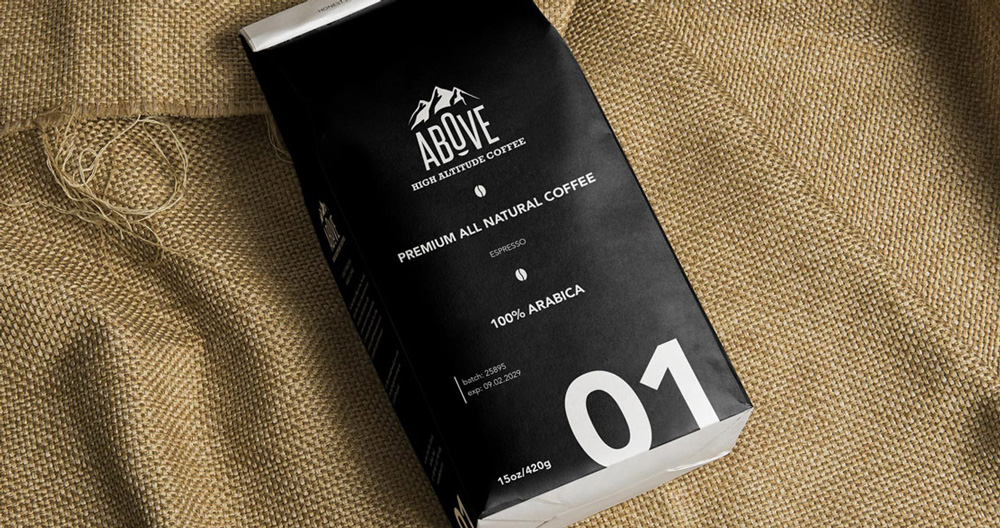 HONEST
ABOVE
HIGH ALTITUDE COFFEE
PREMIUM ALL NATURAL COFFEE
ESPRESSO
100% ARABICA
batch: 25895
exp: 09.02.2029
01
15oz/420g